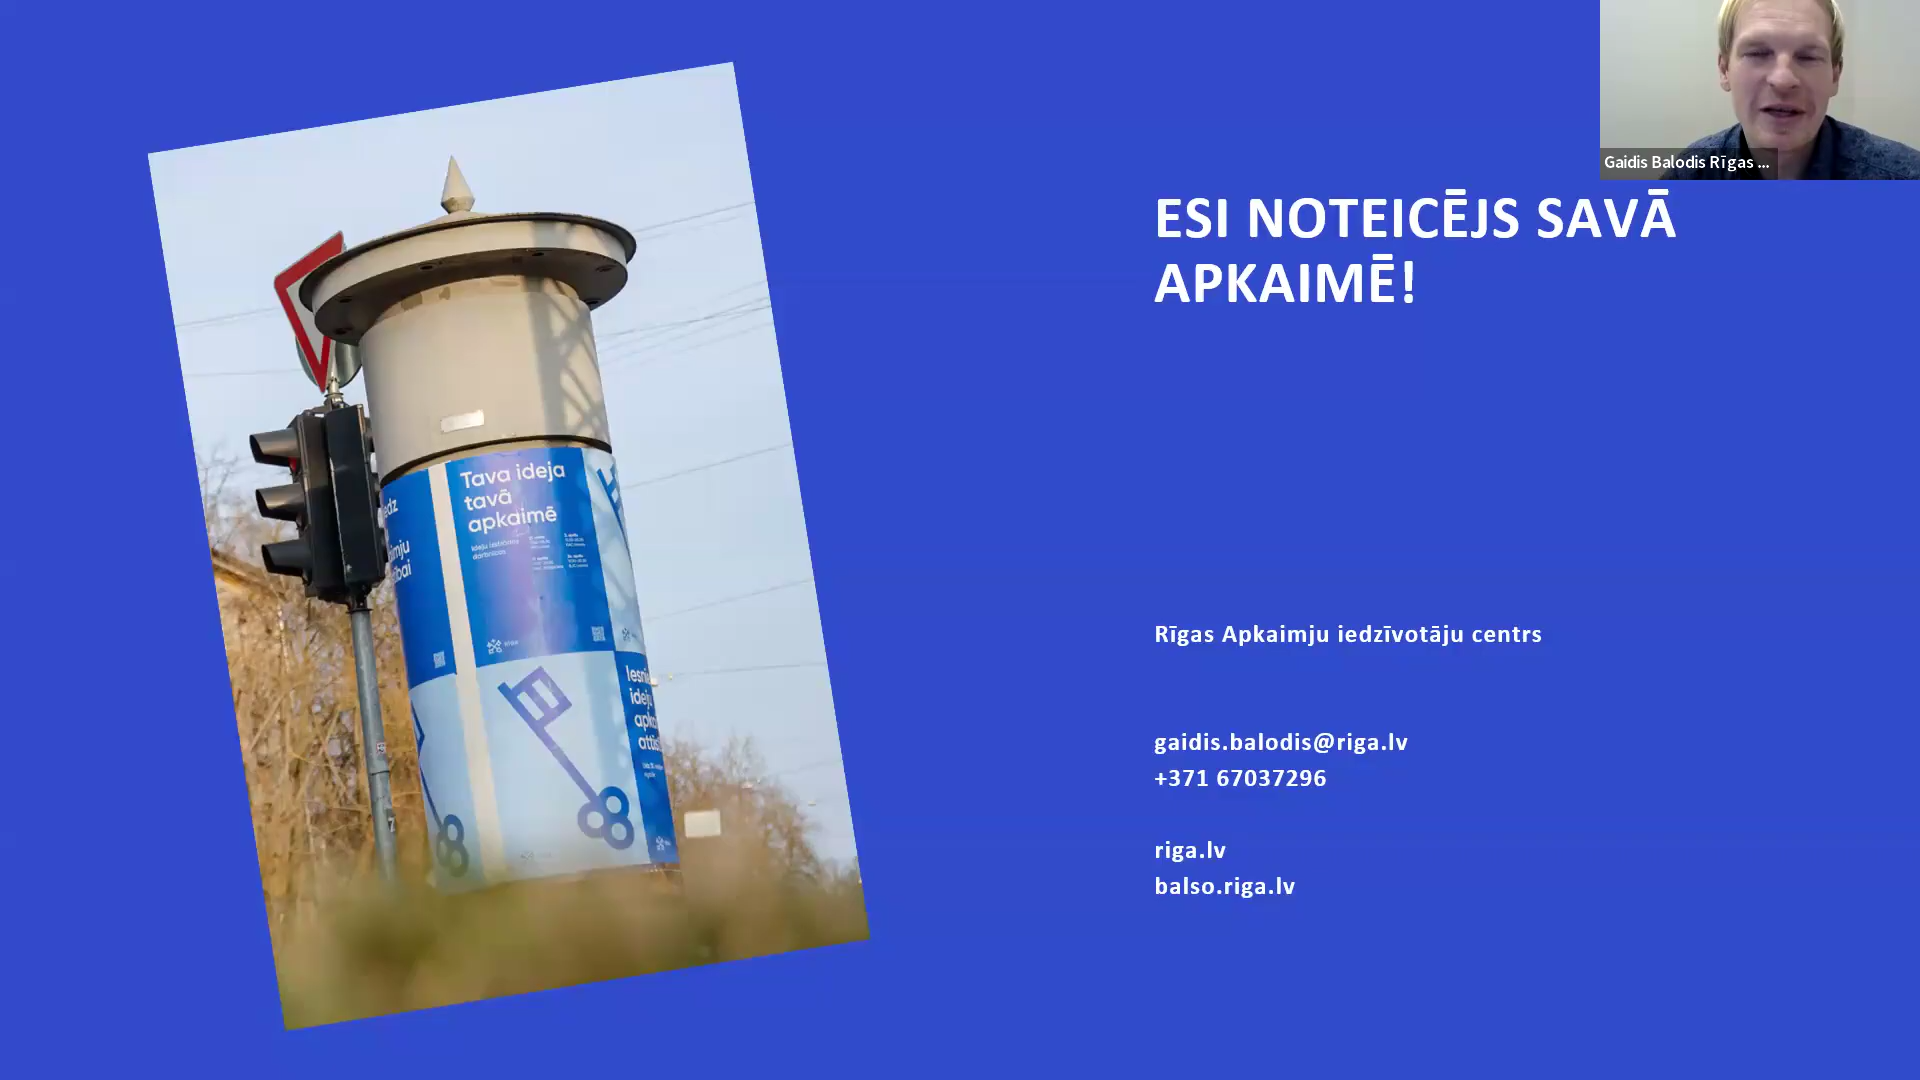 Gaidis Balodis Rīgas ...
ESI NOTEICĒJS SAVĀ
APKAIMĒ!
Tava ideja
tavā
apkaimē
Rīgas Apkaimju iedzīvotāju centrs
gaidis.balodis@riga.lv
+371 67037296
riga.lv
balso.riga.lv